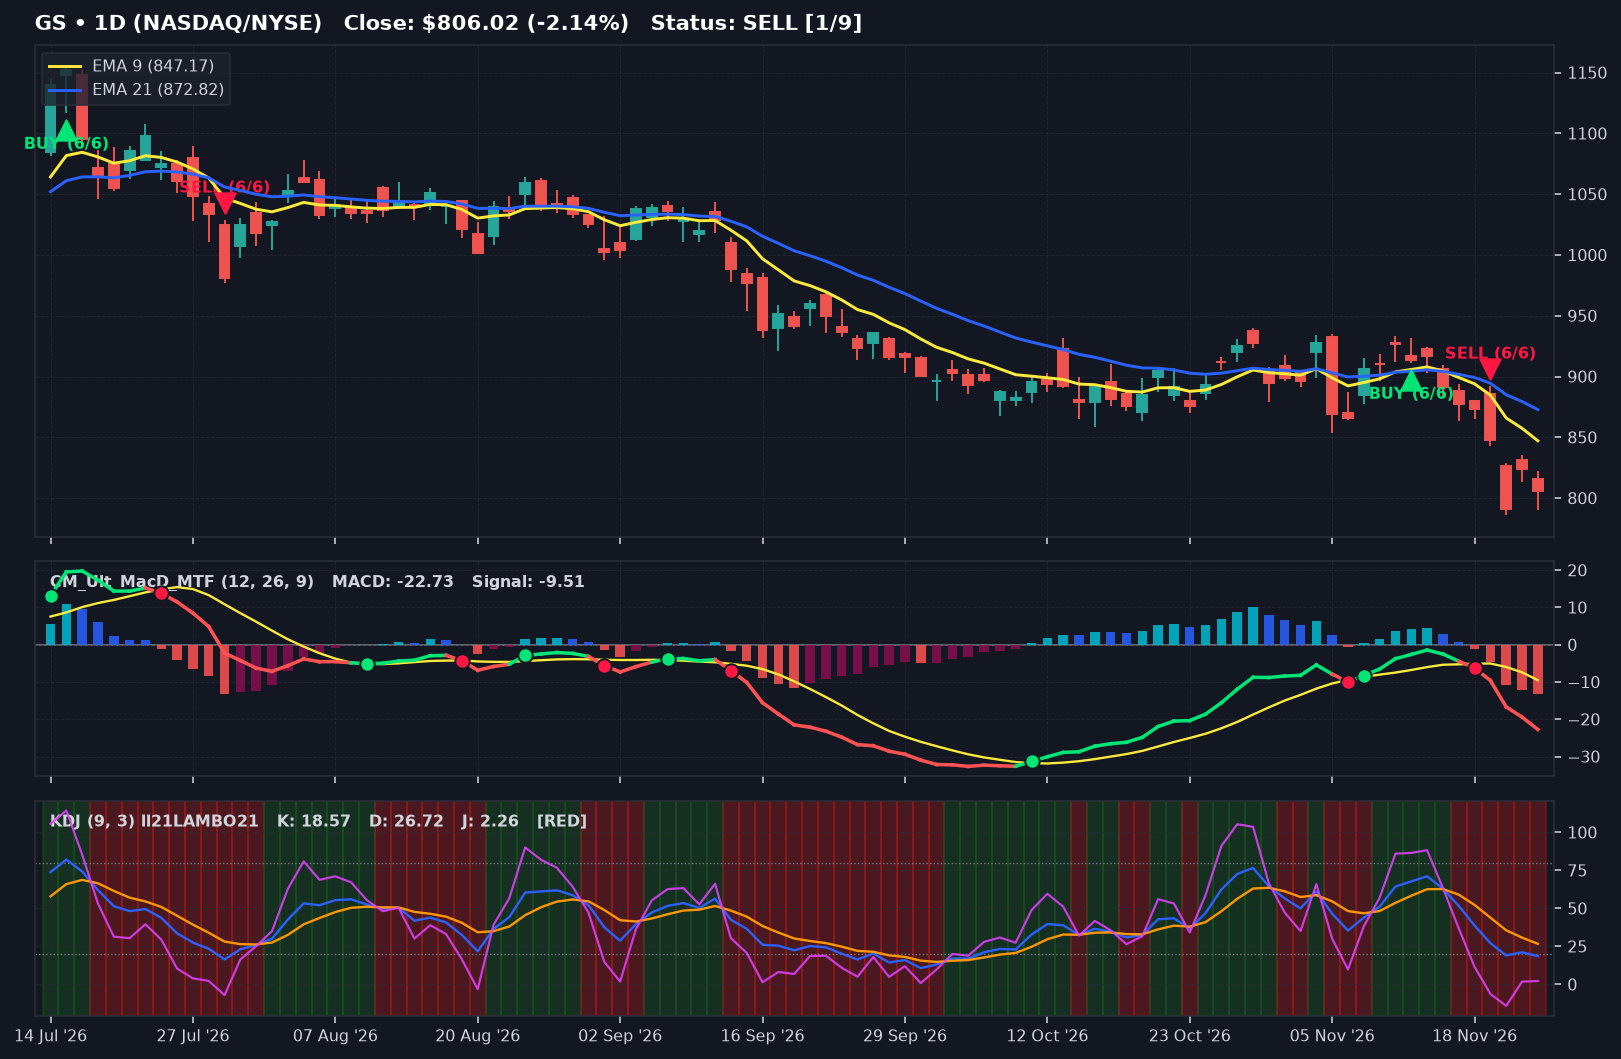 GS • 1D (NASDAQ/NYSE)   Close: $806.02 (-2.14%)   Status: SELL [1/9]
EMA 9 (847.17)
EMA 21 (872.82)
BUY (6/6)
SELL (6/6)
SELL (6/6)
BUY (6/6)
1150
1100
1050
1000
950
900
850
800
CM_Ult_MacD_MTF (12, 26, 9)   MACD: -22.73   Signal: -9.51
20
10
0
−10
−20
−30
KDJ (9, 3) II21LAMBO21   K: 18.57   D: 26.72   J: 2.26   [RED]
100
75
50
25
0
14 Jul '26
27 Jul '26
07 Aug '26
20 Aug '26
02 Sep '26
16 Sep '26
29 Sep '26
12 Oct '26
23 Oct '26
05 Nov '26
18 Nov '26